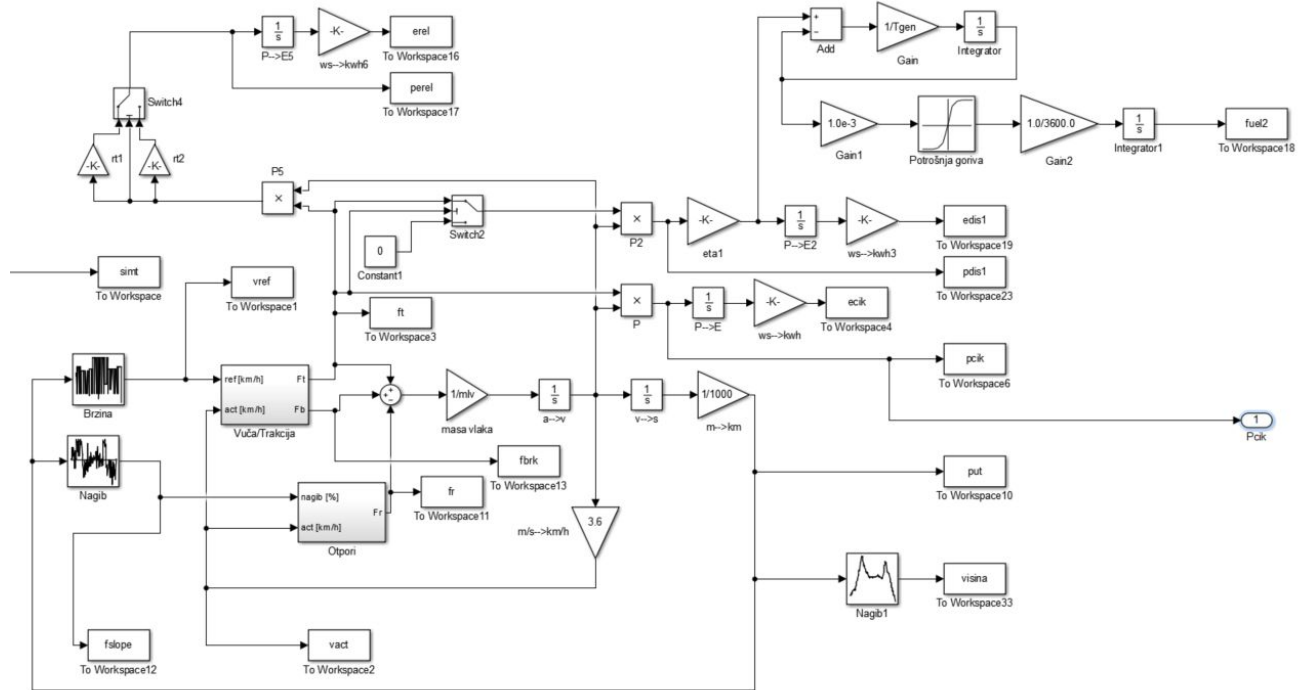 1
s
P-->E5
-K-
ws-->kwh6
erel
To Workspace16
perel
To Workspace17
Switch4
-K-
rt1
-K-
rt2
P5
×
+
−
Add
1/Tgen
Gain
1
s
Integrator
1.0e-3
Gain1
Potrošnja goriva
1.0/3600.0
Gain2
1
s
Integrator1
fuel2
To Workspace18
Switch2
0
Constant1
×
P2
-K-
eta1
1
s
P-->E2
-K-
ws-->kwh3
edis1
To Workspace19
pdis1
To Workspace23
simt
To Workspace
vref
To Workspace1
ft
To Workspace3
×
P
1
s
P-->E
-K-
ws-->kwh
ecik
To Workspace4
pcik
To Workspace6
1
Pcik
Brzina
ref [km/h]
Ft
act [km/h]
Fb
Vuča/Trakcija
+
+
−
1/mlv
masa vlaka
1
s
a-->v
1
s
v-->s
1/1000
m-->km
Nagib
fbrk
To Workspace13
fr
To Workspace11
nagib [%]
act [km/h]
Fr
Otpori
3.6
m/s-->km/h
put
To Workspace10
Nagib1
visina
To Workspace33
fslope
To Workspace12
vact
To Workspace2